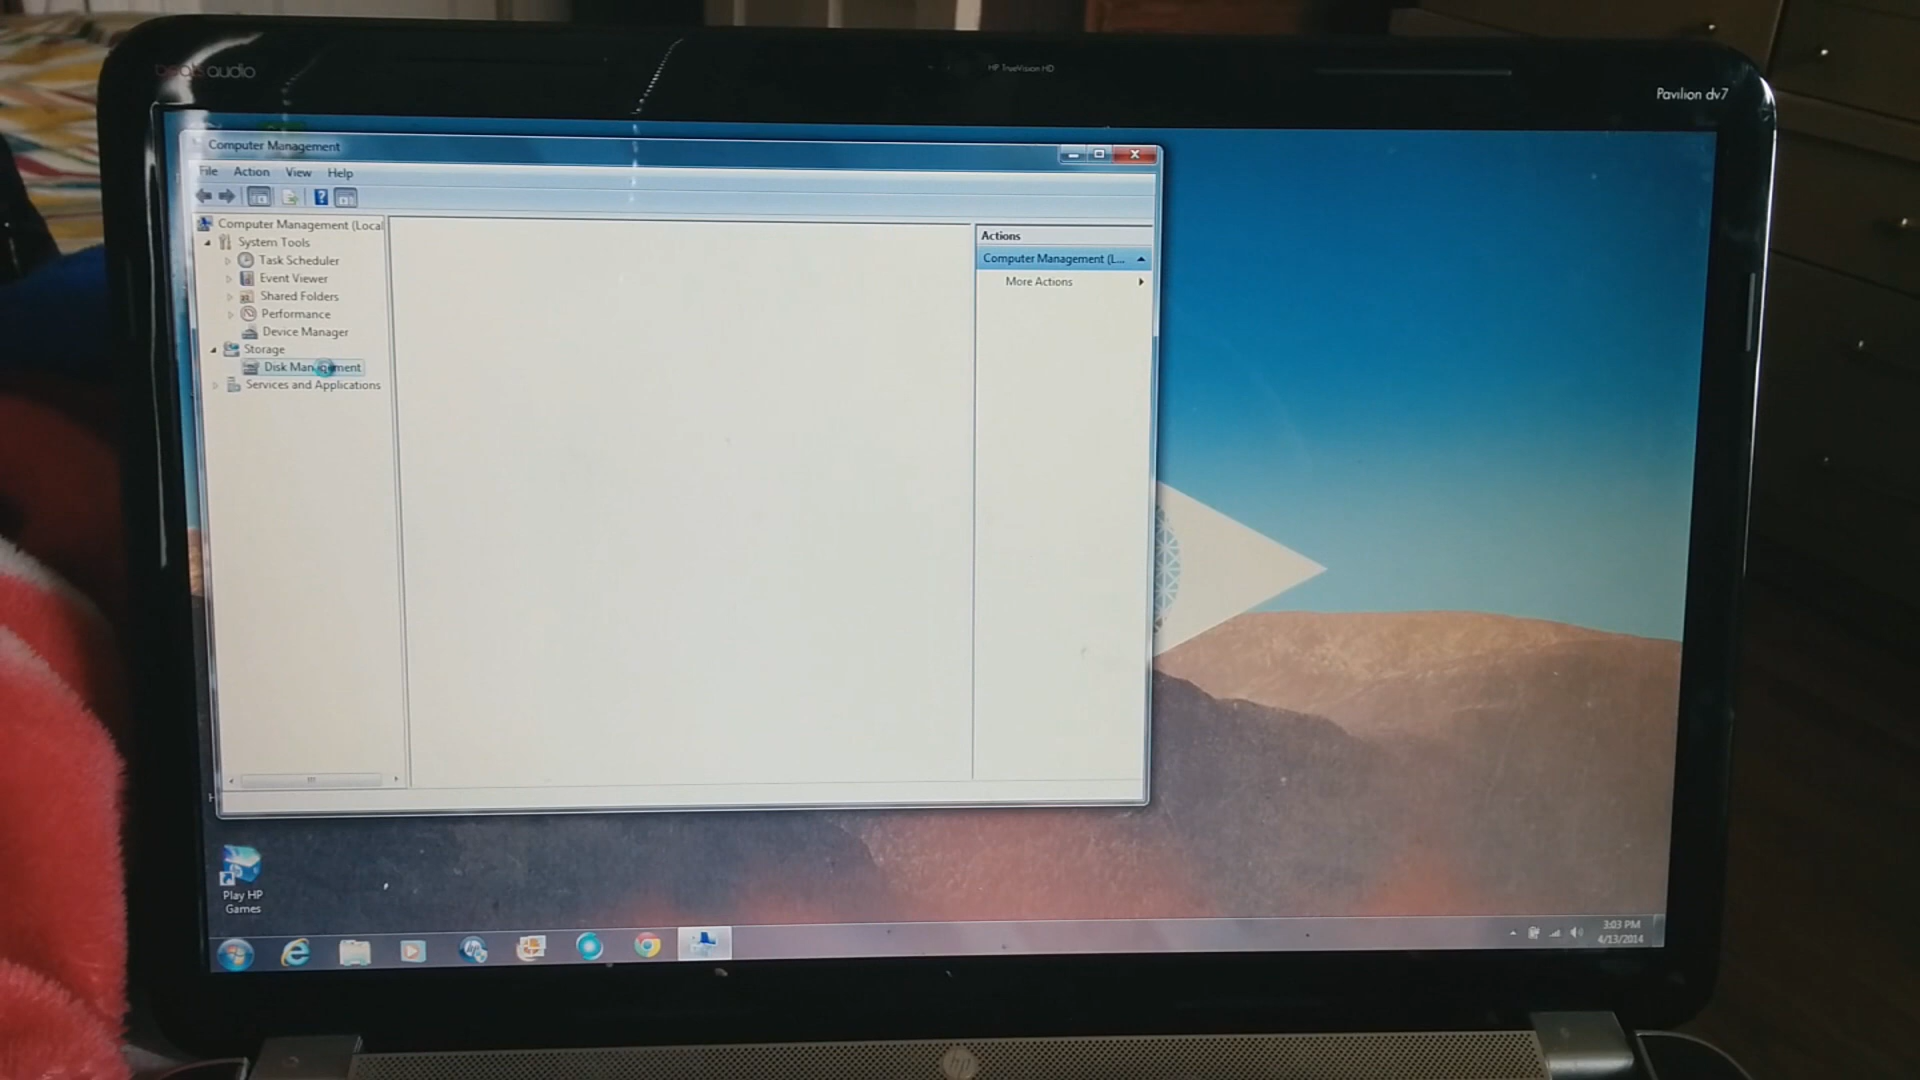 beats audio
HP TrueVision HD
Pavilion dv7
Computer Management
File Action View Help
Computer Management (Local
System Tools
Task Scheduler
Event Viewer
Shared Folders
Performance
Device Manager
Storage
Disk Management
Services and Applications
Actions
Computer Management (L...
More Actions
Play HP
Games
3:03 PM
4/13/2014
hp